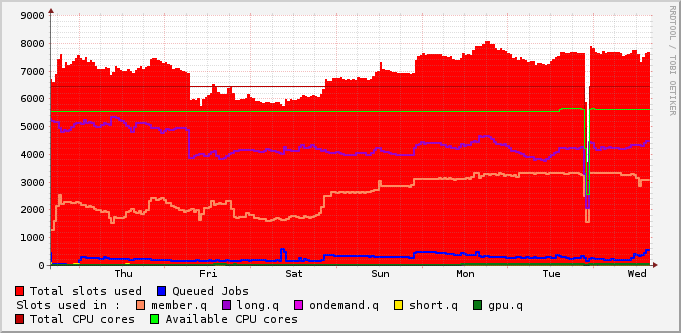 9000
8000
7000
6000
5000
4000
3000
2000
1000
0
Thu Fri Sat Sun Mon Tue Wed
RRDTOOL / TOBI OETIKER
Total slots used Queued Jobs
Slots used in : member.q long.q ondemand.q short.q gpu.q
Total CPU cores Available CPU cores